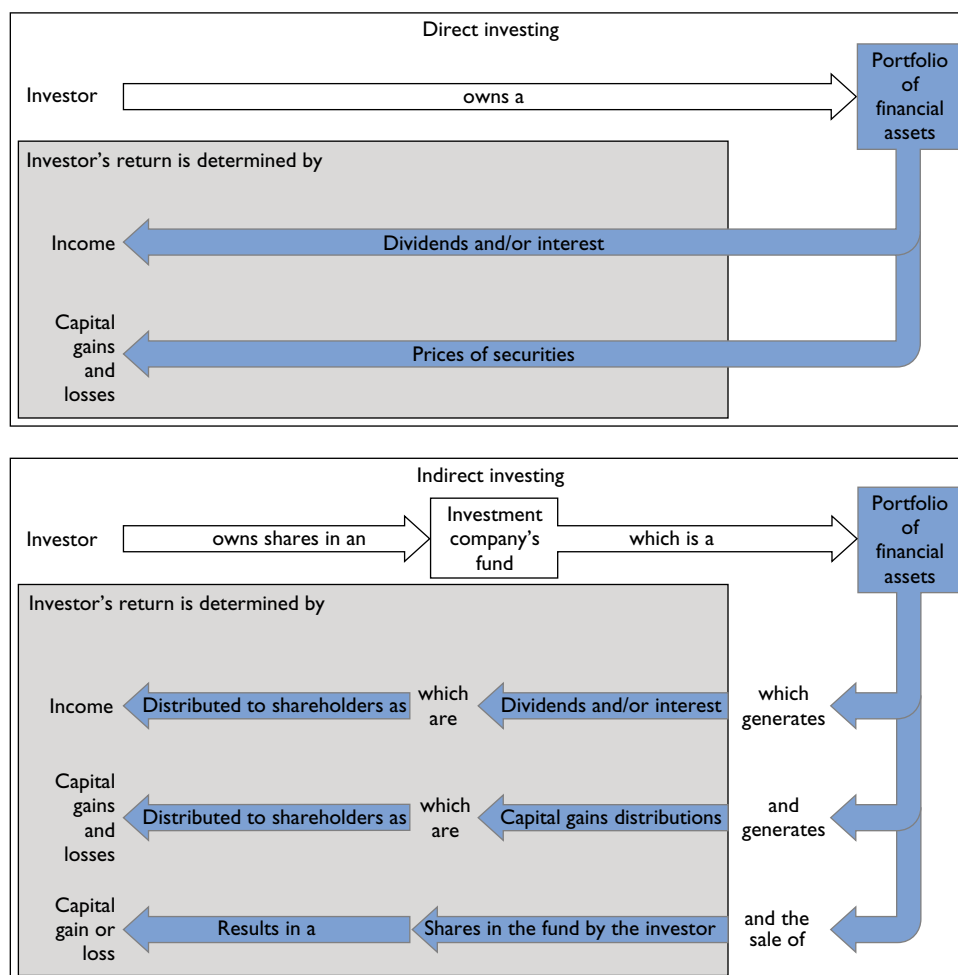 Direct investing
Investor
owns a
Portfolio
of
financial
assets
Investor’s return is determined by
Income
Dividends and/or interest
Capital
gains
and
losses
Prices of securities
Indirect investing
Investor
owns shares in an
Investment
company’s
fund
which is a
Portfolio
of
financial
assets
Investor’s return is determined by
Income
Distributed to shareholders as
which
are
Dividends and/or interest
which
generates
Capital
gains
and
losses
Distributed to shareholders as
which
are
Capital gains distributions
and
generates
Capital
gain or
loss
Results in a
Shares in the fund by the investor
and the
sale of